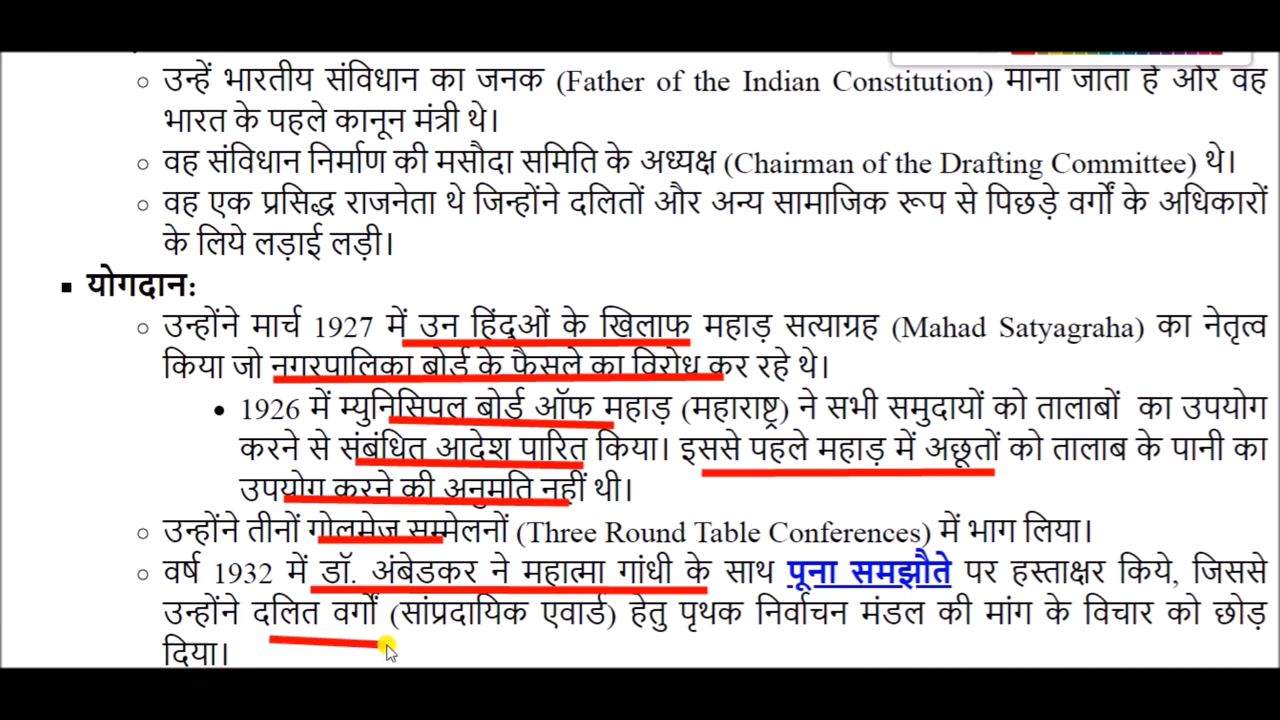 उन्हें भारतीय संविधान का जनक (Father of the Indian Constitution) माना जाता है और वह
भारत के पहले कानून मंत्री थे।
वह संविधान निर्माण की मसौदा समिति के अध्यक्ष (Chairman of the Drafting Committee) थे।
वह एक प्रसिद्ध राजनेता थे जिन्होंने दलितों और अन्य सामाजिक रूप से पिछड़े वर्गों के अधिकारों
के लिये लड़ाई लड़ी।
योगदान:
उन्होंने मार्च 1927 में उन हिंदुओं के खिलाफ महाड़ सत्याग्रह (Mahad Satyagraha) का नेतृत्व
किया जो नगरपालिका बोर्ड के फैसले का विरोध कर रहे थे।
1926 में म्युनिसिपल बोर्ड ऑफ महाड़ (महाराष्ट्र) ने सभी समुदायों को तालाबों का उपयोग
करने से संबंधित आदेश पारित किया। इससे पहले महाड़ में अछूतों को तालाब के पानी का
उपयोग करने की अनुमति नहीं थी।
उन्होंने तीनों गोलमेज सम्मेलनों (Three Round Table Conferences) में भाग लिया।
वर्ष 1932 में डॉ. अंबेडकर ने महात्मा गांधी के साथ पूना समझौते पर हस्ताक्षर किये, जिससे
उन्होंने दलित वर्गों (सांप्रदायिक एवार्ड) हेतु पृथक निर्वाचन मंडल की मांग के विचार को छोड़
दिया।